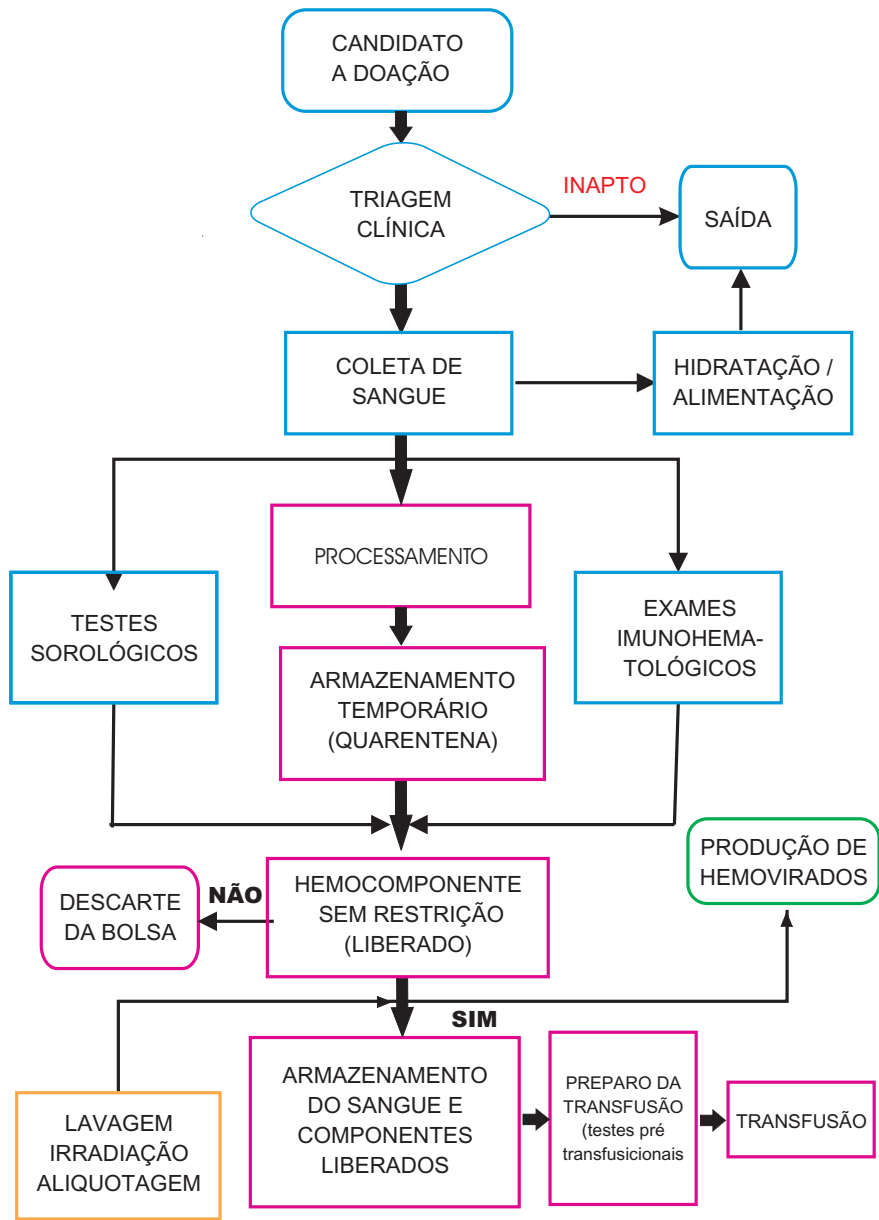 CANDIDATO
A DOAÇÃO
TRIAGEM
CLÍNICA
INAPTO
SAÍDA
COLETA DE
SANGUE
HIDRATAÇÃO /
ALIMENTAÇÃO
PROCESSAMENTO
TESTES
SOROLÓGICOS
EXAMES
IMUNOHEMA-
TOLÓGICOS
ARMAZENAMENTO
TEMPORÁRIO
(QUARENTENA)
PRODUÇÃO DE
HEMOVIRADOS
HEMOCOMPONENTE
SEM RESTRIÇÃO
(LIBERADO)
NÃO
DESCARTE
DA BOLSA
SIM
LAVAGEM
IRRADIAÇÃO
ALIQUOTAGEM
ARMAZENAMENTO
DO SANGUE E
COMPONENTES
LIBERADOS
PREPARO DA
TRANSFUSÃO
(testes pré
transfusicionais
TRANSFUSÃO